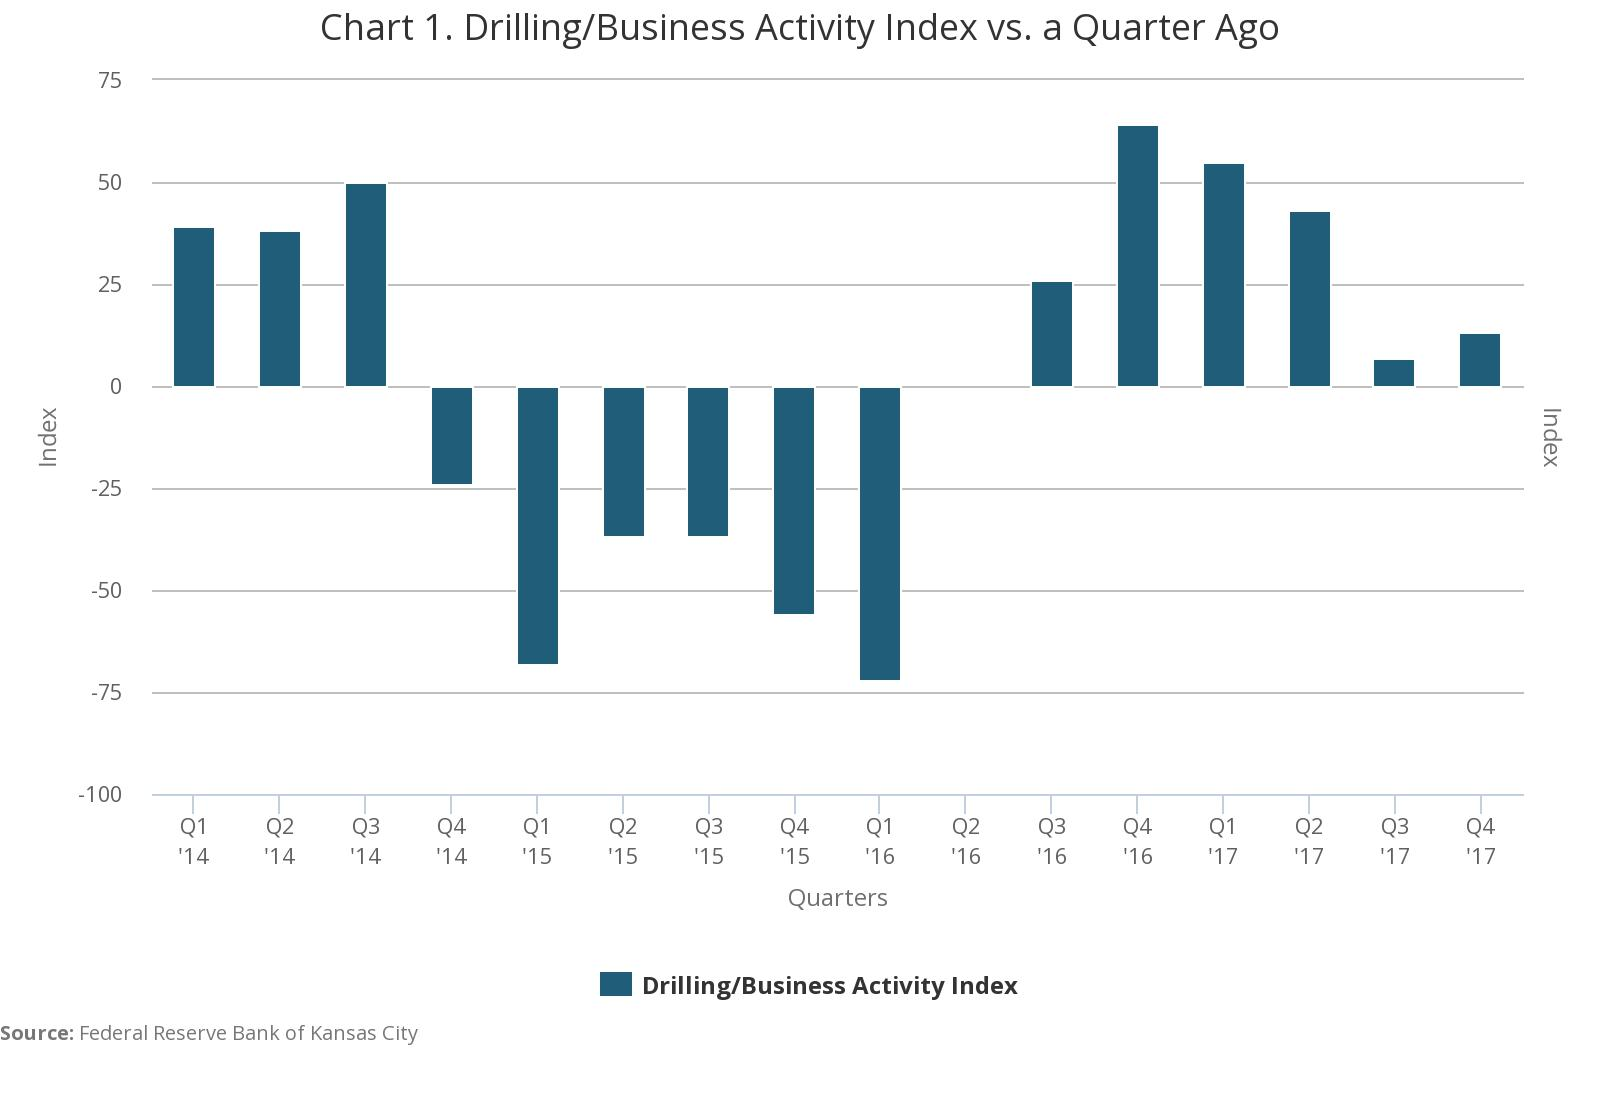 Chart 1. Drilling/Business Activity Index vs. a Quarter Ago
75
50
25
0
-25
-50
-75
-100
Index
Index
Q1 Q2 Q3 Q4 Q1 Q2 Q3 Q4 Q1 Q2 Q3 Q4 Q1 Q2 Q3 Q4
'14 '14 '14 '14 '15 '15 '15 '15 '16 '16 '16 '16 '17 '17 '17 '17
Quarters
Drilling/Business Activity Index
Source: Federal Reserve Bank of Kansas City